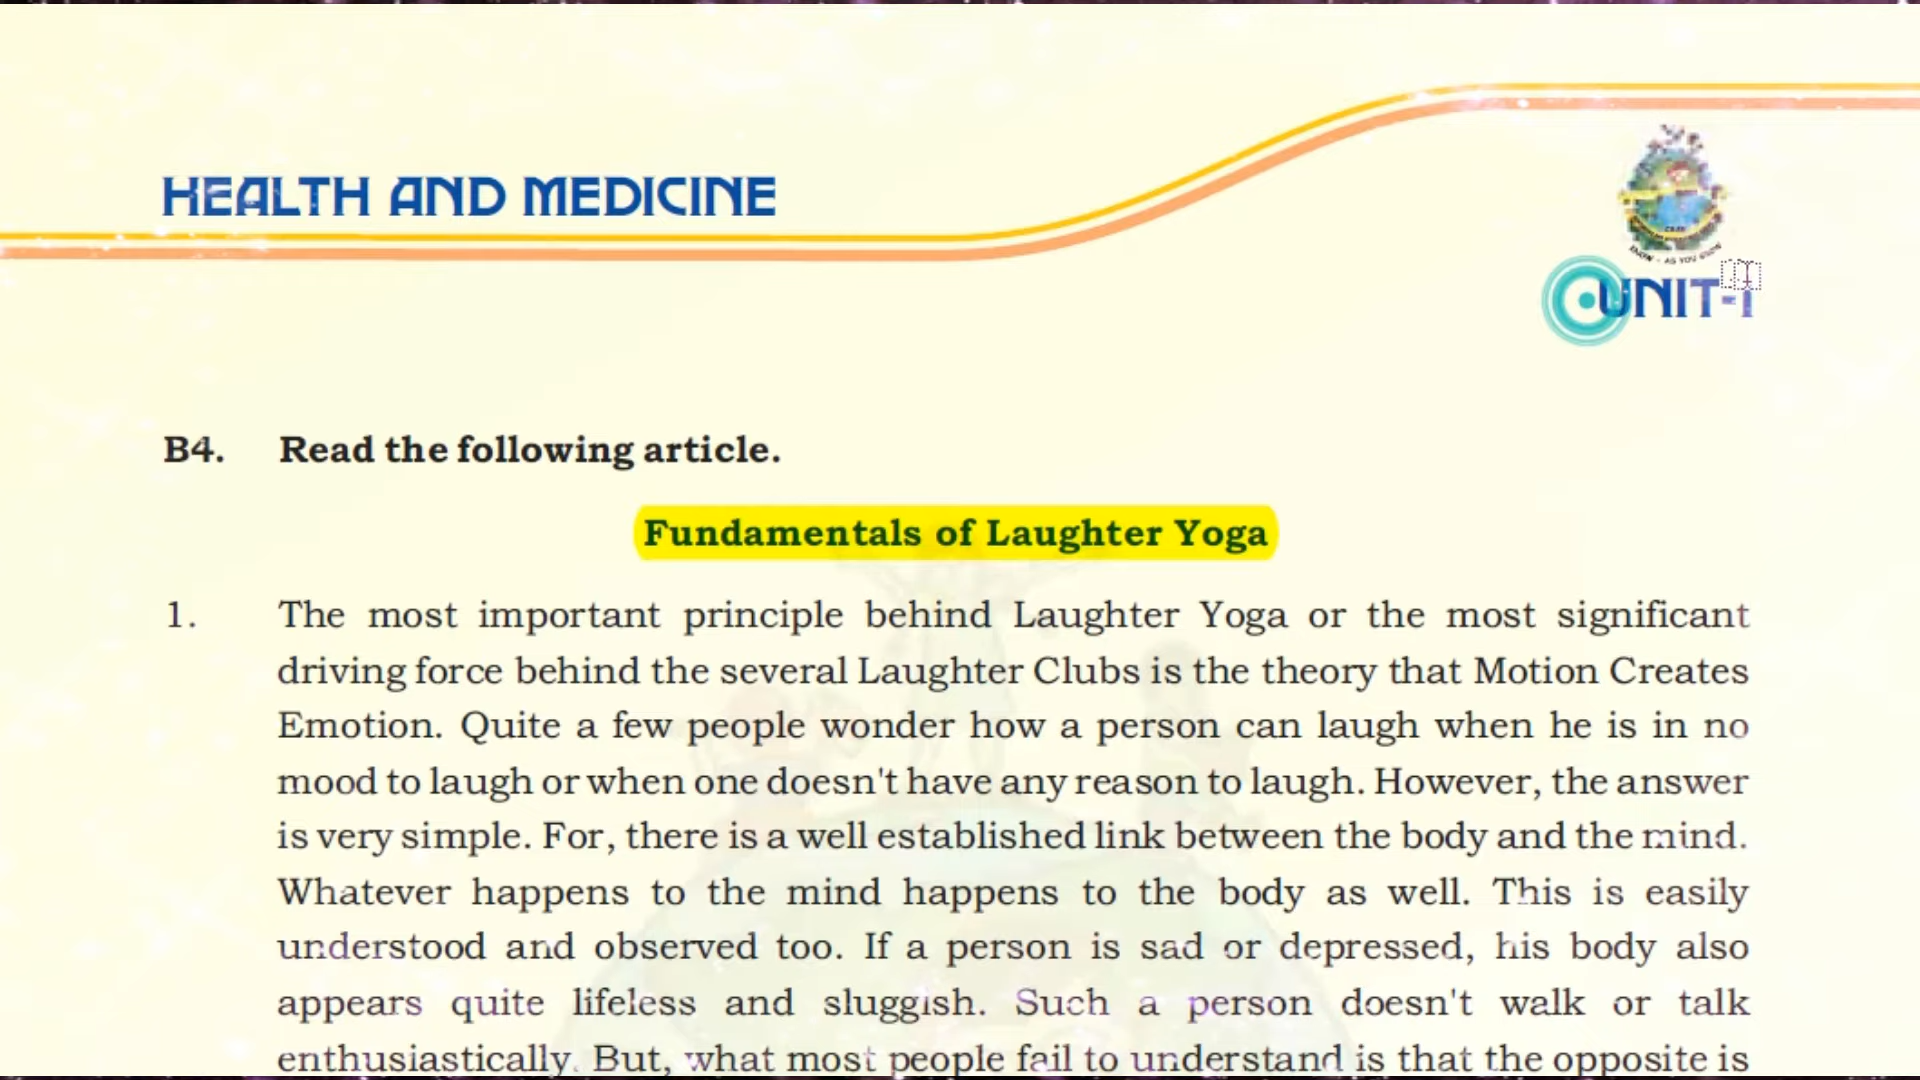 HEALTH AND MEDICINE
UNIT-1
B4. Read the following article.
Fundamentals of Laughter Yoga
1. The most important principle behind Laughter Yoga or the most significant
driving force behind the several Laughter Clubs is the theory that Motion Creates
Emotion. Quite a few people wonder how a person can laugh when he is in no
mood to laugh or when one doesn't have any reason to laugh. However, the answer
is very simple. For, there is a well established link between the body and the mind.
Whatever happens to the mind happens to the body as well. This is easily
understood and observed too. If a person is sad or depressed, his body also
appears quite lifeless and sluggish. Such a person doesn't walk or talk
enthusiastically. But, what most people fail to understand is that the opposite is